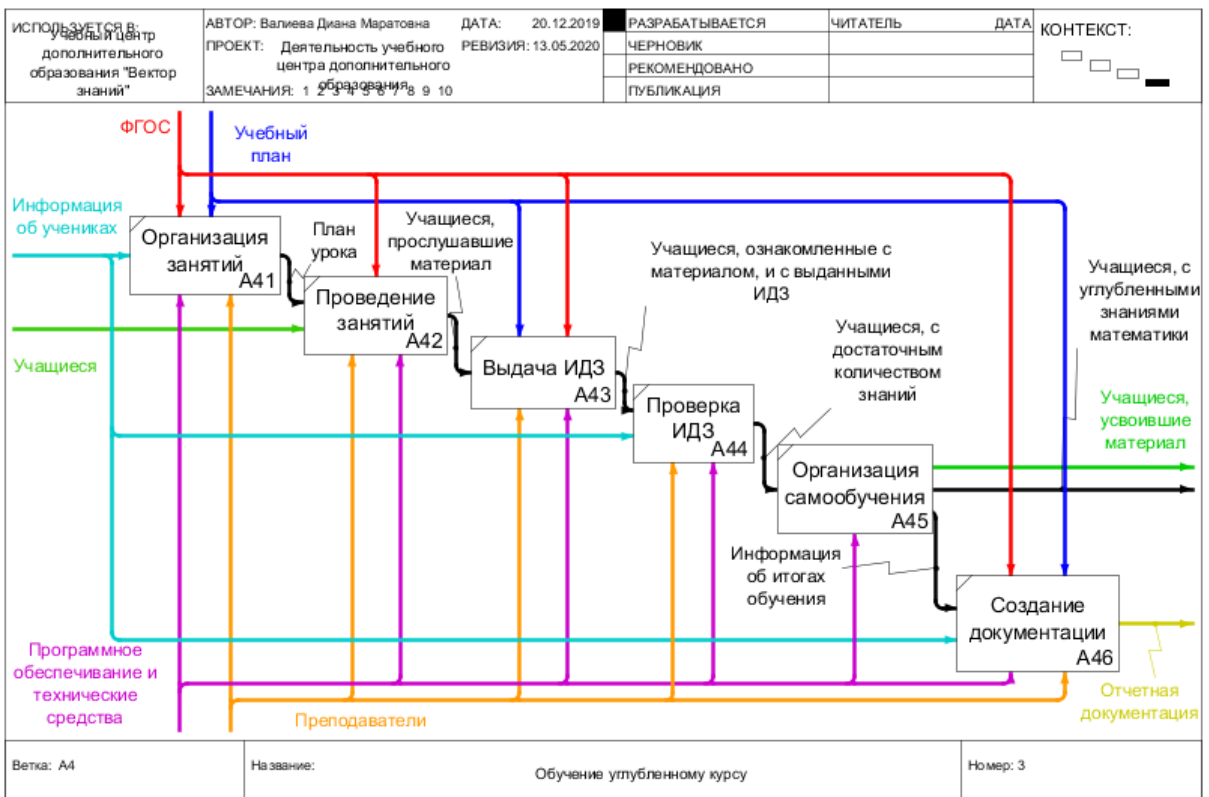 ИСПОЛЬЗУЕТСЯ В:
Учебный центр
дополнительного
образования "Вектор
знаний"
АВТОР: Валиева Диана Маратовна
ДАТА: 20.12.2019
ПРОЕКТ: Деятельность учебного
центра дополнительного
образования
РЕВИЗИЯ: 13.05.2020
ЗАМЕЧАНИЯ: 1 2 3 4 5 6 7 8 9 10
РАЗРАБАТЫВАЕТСЯ
ЧЕРНОВИК
РЕКОМЕНДОВАНО
ПУБЛИКАЦИЯ
ЧИТАТЕЛЬ
ДАТА
КОНТЕКСТ:
ФГОС
Учебный
план
Информация
об учениках
Организация
занятий
A41
План
урока
Учащиеся,
прослушавшие
материал
Проведение
занятий
A42
Учащиеся, ознакомленные с
материалом, и с выданными
ИДЗ
Учащиеся, с
углубленными
знаниями
математики
Учащиеся
Выдача ИДЗ
A43
Учащиеся, с
достаточным
количеством
знаний
Проверка
ИДЗ
A44
Учащиеся,
усвоившие
материал
Организация
самообучения
A45
Информация
об итогах
обучения
Создание
документации
A46
Программное
обеспечивание и
технические
средства
Преподаватели
Отчетная
документация
Ветка: A4
Название:
Обучение углубленному курсу
Номер: 3